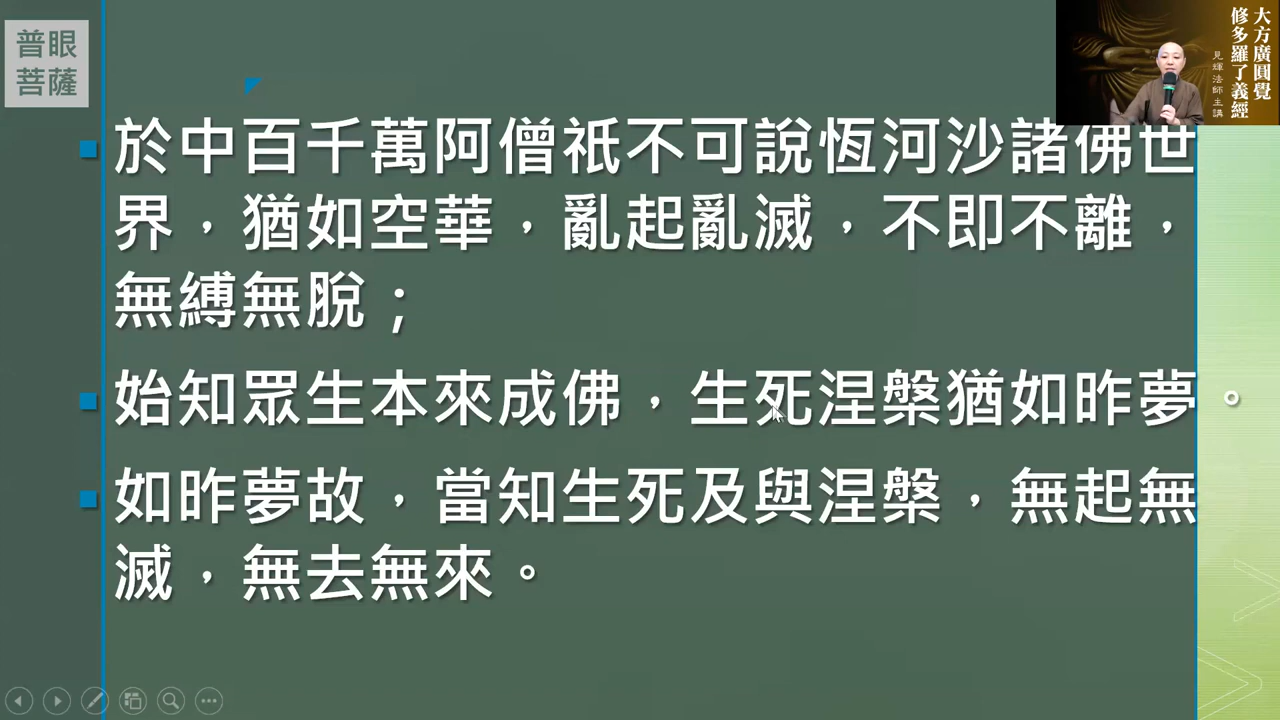 普眼
菩薩
於中百千萬阿僧祇不可說恆河沙諸佛世
界，猶如空華，亂起亂滅，不即不離，
無縛無脫；
始知眾生本來成佛，生死涅槃猶如昨夢。
如昨夢故，當知生死及與涅槃，無起無
滅，無去無來。
大方廣圓覺
修多羅了義經
見輝法師主講